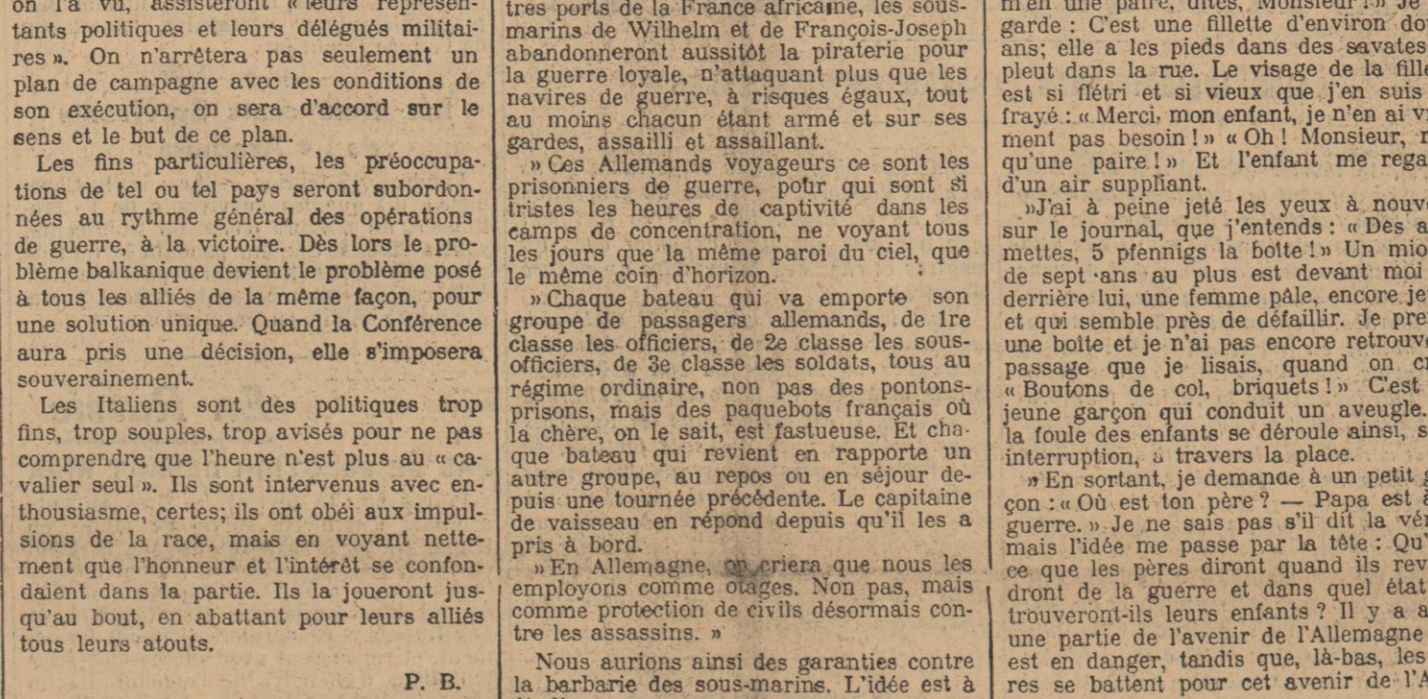 on l'a vu, assisteront « leurs représen-
tants politiques et leurs délégués militai-
res ». On n'arrêtera pas seulement un
plan de campagne avec les conditions de
son exécution, on sera d'accord sur le
sens et le but de ce plan.
Les fins particulières, les préoccupa-
tions de tel ou tel pays seront subordon-
nées au rythme général des opérations
de guerre, à la victoire. Dès lors le pro-
blème balkanique devient le problème posé
à tous les alliés de la même façon, pour
une solution unique. Quand la Conférence
aura pris une décision, elle s'imposera
souverainement.
Les Italiens sont des politiques trop
fins, trop souples, trop avisés pour ne pas
comprendre que l'heure n'est plus au « ca-
valier seul ». Ils sont intervenus avec en-
thousiasme, certes; ils ont obéi aux impul-
sions de la race, mais en voyant nette-
ment que l'honneur et l'intérêt se confon-
daient dans la partie. Ils la joueront jus-
qu'au bout, en abattant pour leurs alliés
tous leurs atouts.
P. B.
tres ports de la France africaine, les sous-
marins de Wilhelm et de François-Joseph
abandonneront aussitôt la piraterie pour
la guerre loyale, n'attaquant plus que les
navires de guerre, à risques égaux, tout
au moins chacun étant armé et sur ses
gardes, assailli et assaillant.
» Ces Allemands voyageurs ce sont les
prisonniers de guerre, pour qui sont si
tristes les heures de captivité dans les
camps de concentration, ne voyant tous
les jours que la même paroi du ciel, que
le même coin d'horizon.
» Chaque bateau qui va emporte son
groupe de passagers allemands, de 1re
classe les officiers, de 2e classe les sous-
officiers, de 3e classe les soldats, tous au
régime ordinaire, non pas des pontons-
prisons, mais des paquebots français où
la chère, on le sait, est fastueuse. Et cha-
que bateau qui revient en rapporte un
autre groupe, au repos ou en séjour de-
puis une tournée précédente. Le capitaine
de vaisseau en répond depuis qu'il les a
pris à bord.
» En Allemagne, on criera que nous les
employons comme otages. Non pas, mais
comme protection de civils désormais con-
tre les assassins. »
Nous aurions ainsi des garanties contre
la barbarie des sous-marins. L'idée est à
m'en une paire, dites, Monsieur !» Je
garde : C'est une fillette d'environ do
ans; elle a les pieds dans des savates
pleut dans la rue. Le visage de la fille
est si flétri et si vieux que j'en suis
frayé : « Merci, mon enfant, je n'en ai v
ment pas besoin ! » « Oh ! Monsieur,
qu'une paire ! » Et l'enfant me rega
d'un air suppliant.
»J'ai à peine jeté les yeux à nouv
sur le journal, que j'entends : « Des a
mettes, 5 pfennigs la boîte !» Un mio
de sept ans au plus est devant moi
derrière lui, une femme pâle, encore je
et qui semble près de défaillir. Je pre
une boîte et je n'ai pas encore retrouv
passage que je lisais, quand on c
« Boutons de col, briquets ! » C'est
jeune garçon qui conduit un aveugle.
la foule des enfants se déroule ainsi, s
interruption, à travers la place.
» En sortant, je demande à un petit g
çon : « Où est ton père ? — Papa est à
guerre. » Je ne sais pas s'il dit la vér
mais l'idée me passe par la tête : Qu'
ce que les pères diront quand ils rev
dront de la guerre et dans quel état
trouveront-ils leurs enfants ? Il y a a
une partie de l'avenir de l'Allemagne
est en danger, tandis que, là-bas, les
res se battent pour cet avenir de l'A